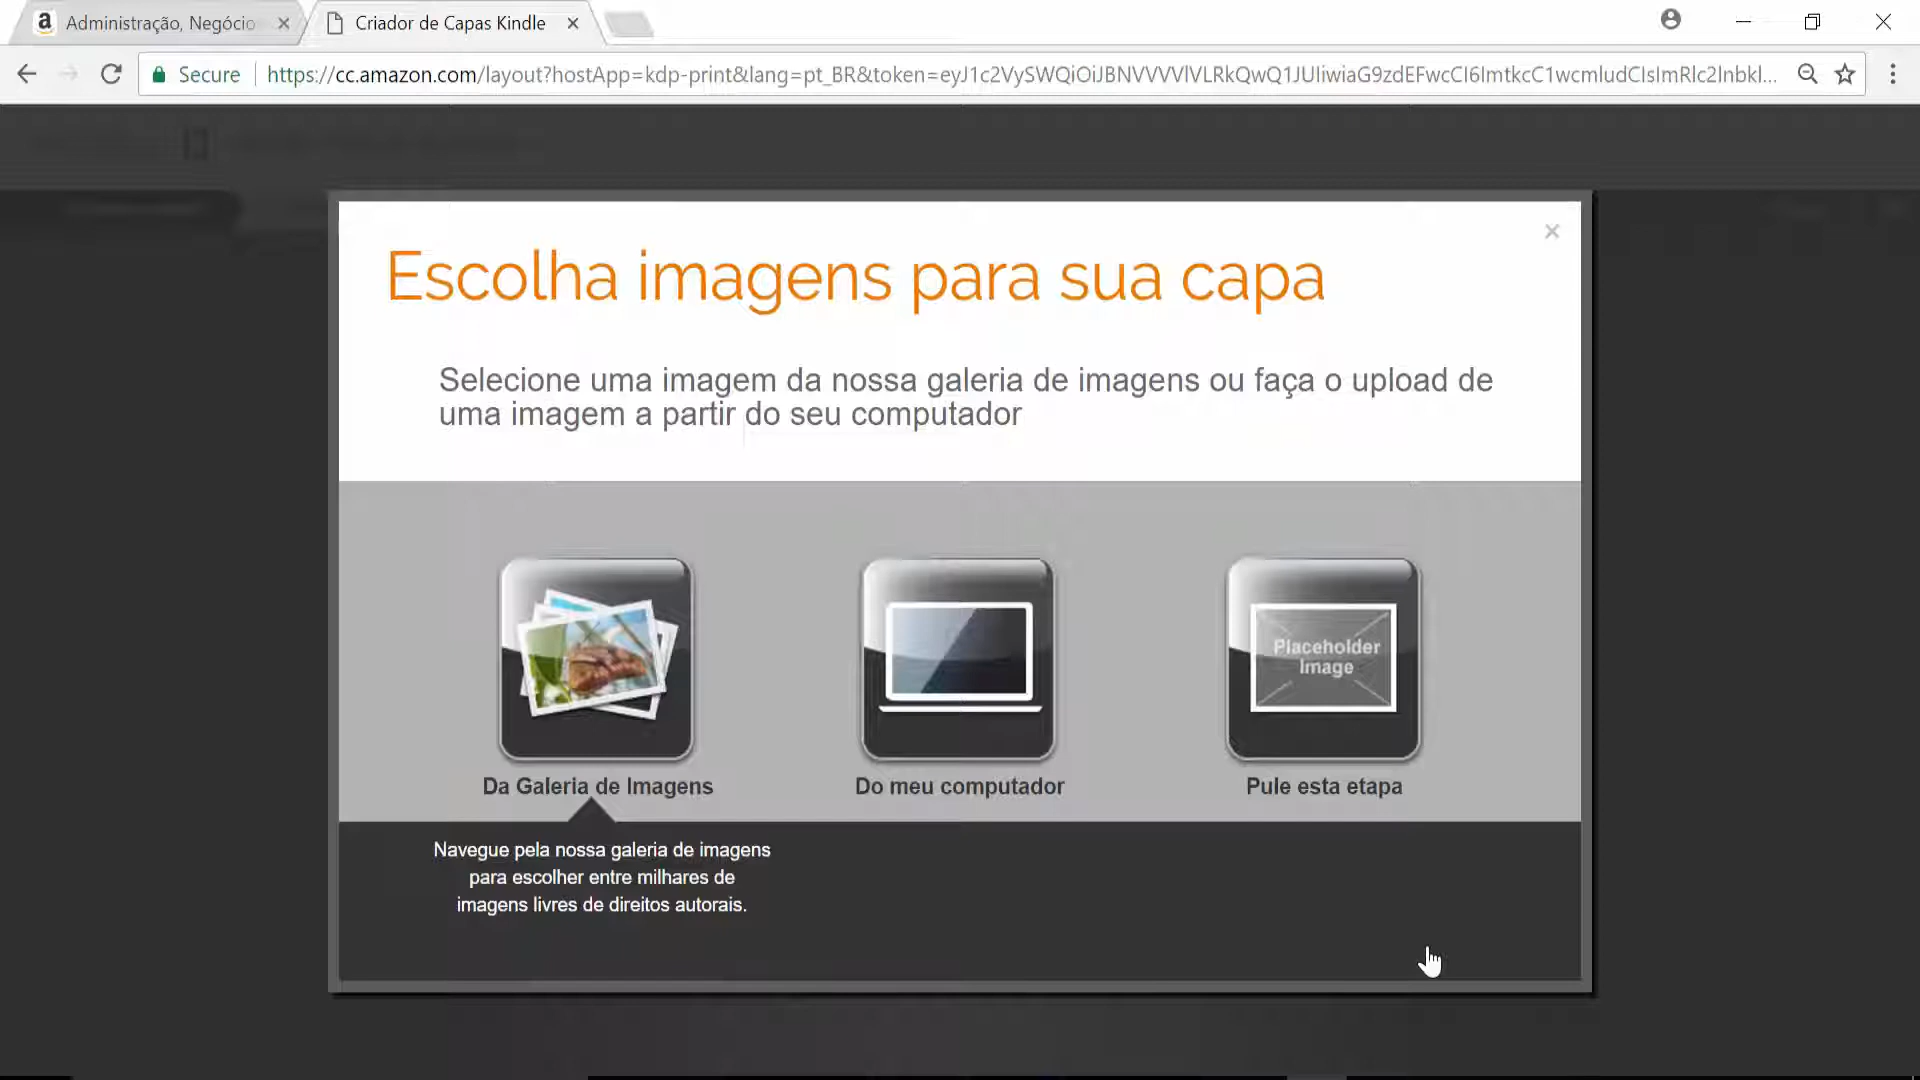 Administração, Negócio
Criador de Capas Kindle
Secure
https://cc.amazon.com/layout?hostApp=kdp-print&lang=pt_BR&token=
Escolha imagens para sua capa
Selecione uma imagem da nossa galeria de imagens ou faça o upload de
uma imagem a partir do seu computador
Placeholder
Image
Da Galeria de Imagens
Do meu computador
Pule esta etapa
Navegue pela nossa galeria de imagens
para escolher entre milhares de
imagens livres de direitos autorais.